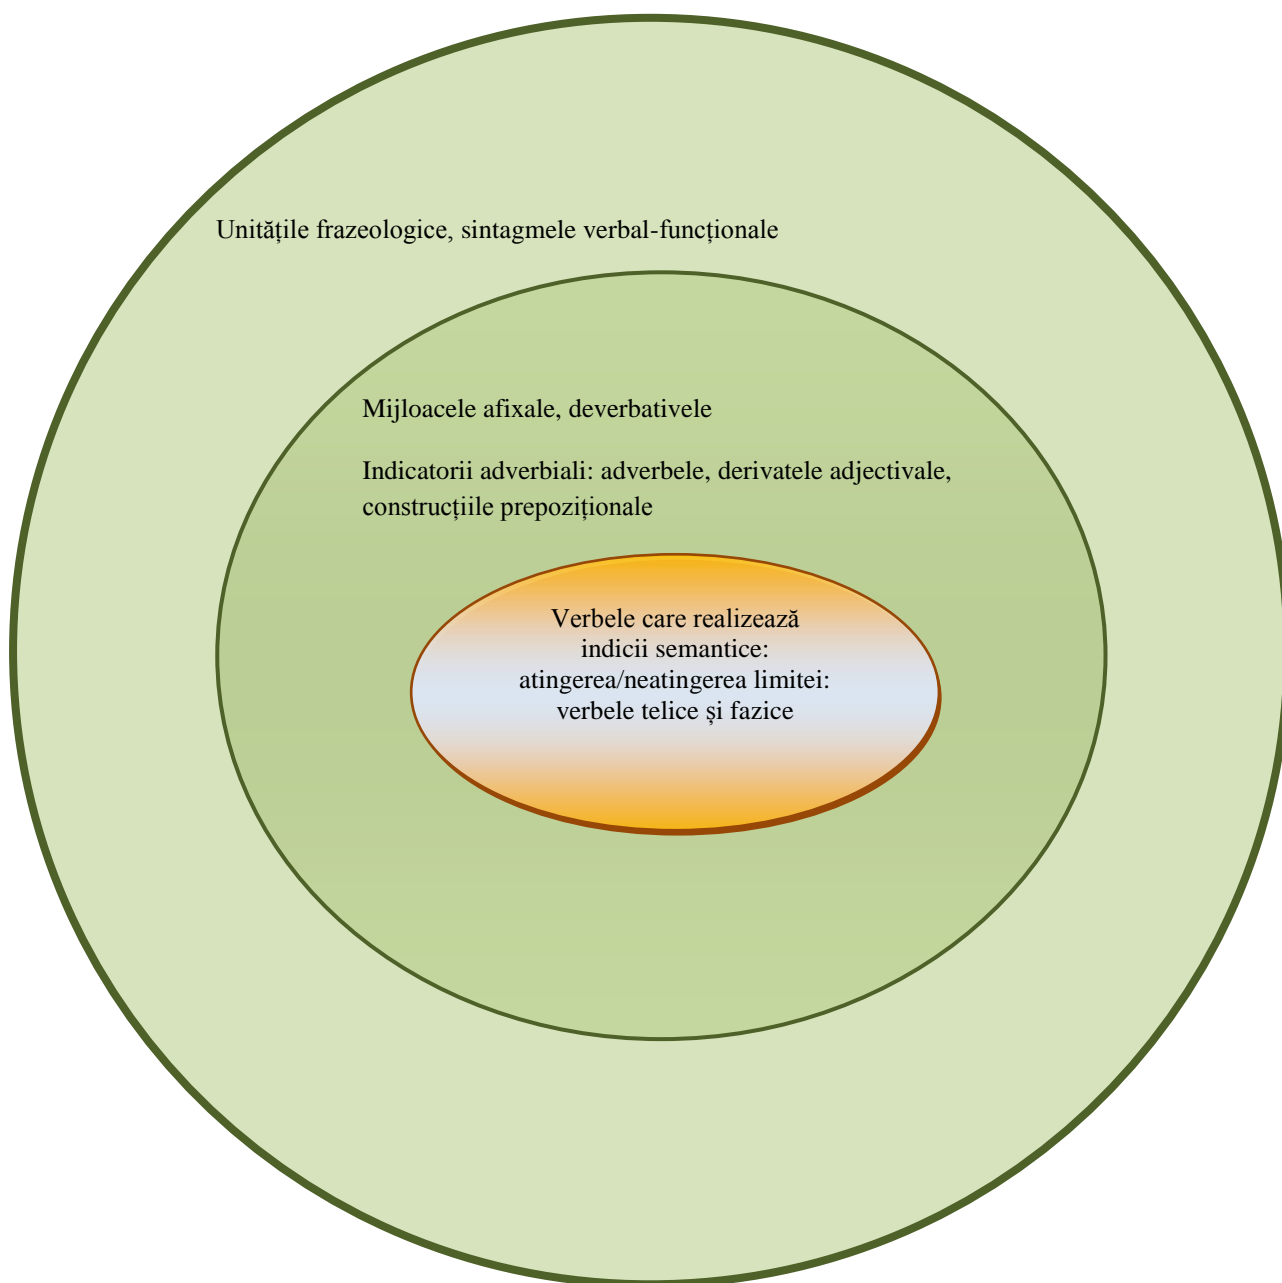 Unitățile frazeologice, sintagmele verbal-funcționale
Mijloacele afixale, deverbativele
Indicatorii adverbiali: adverbele, derivatele adjectivale,
construcțiile prepoziționale
Verbele care realizează
indicii semantice:
atingerea/neatingerea limitei:
verbele telice și fazice